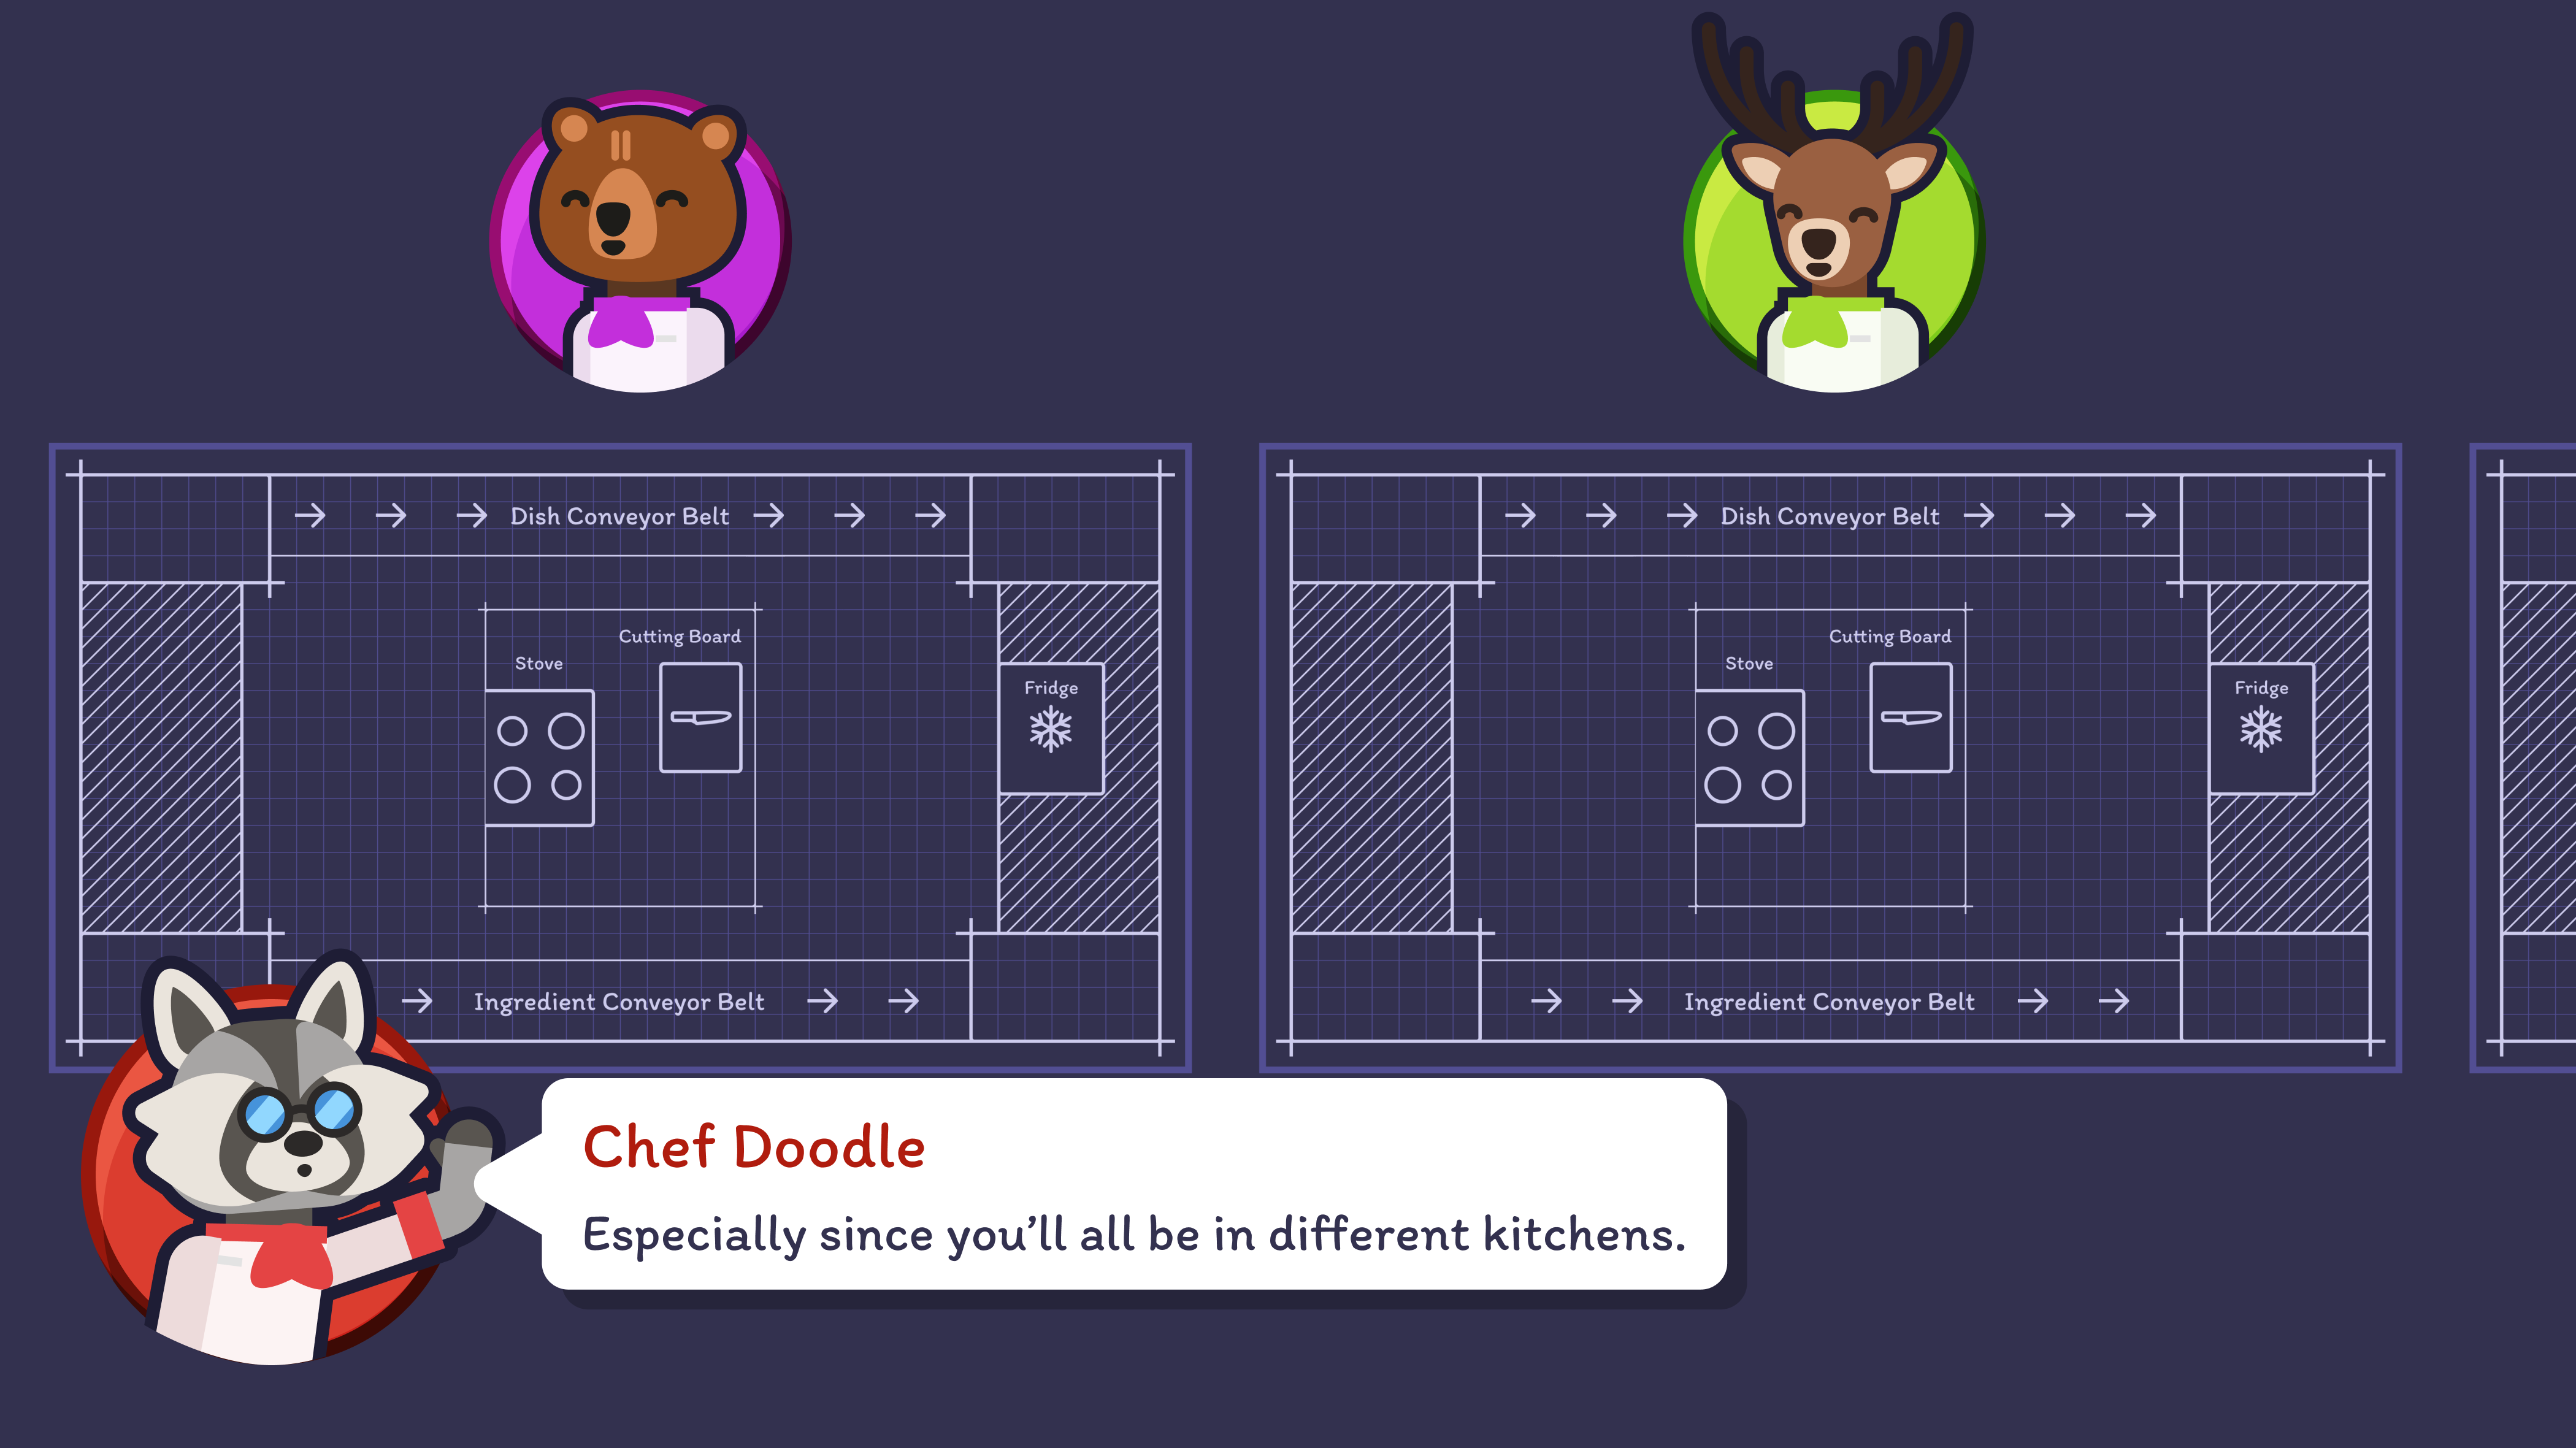 Dish Conveyor Belt
Cutting Board
Stove
Fridge
Ingredient Conveyor Belt
Dish Conveyor Belt
Cutting Board
Stove
Fridge
Ingredient Conveyor Belt
Chef Doodle
Especially since you’ll all be in different kitchens.